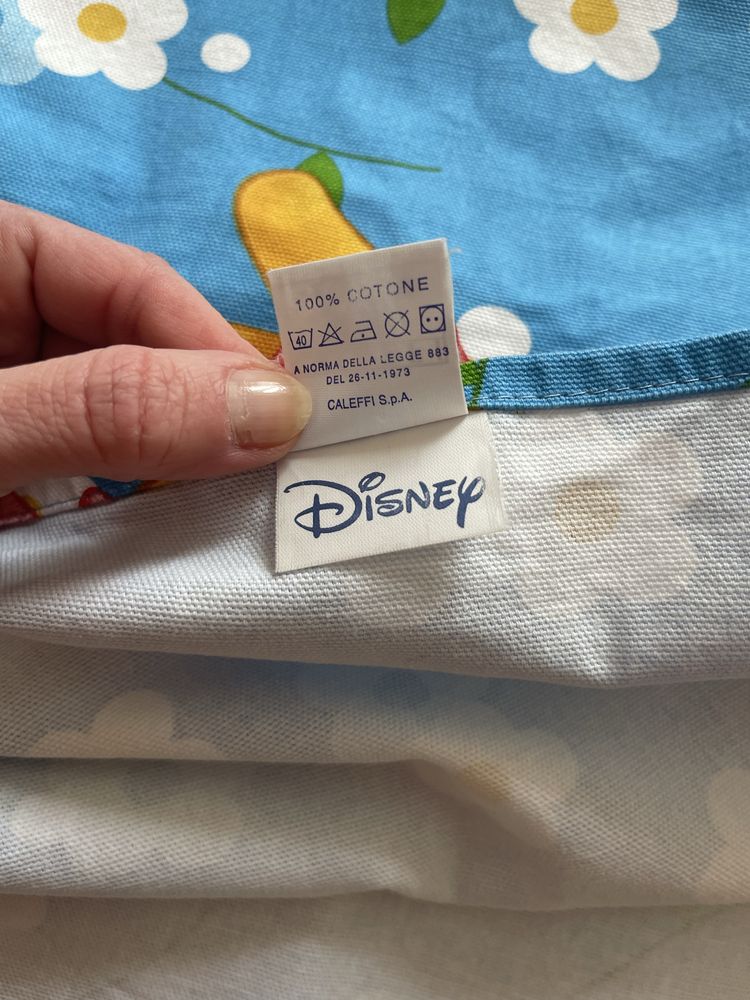 100% COTONE
40
A NORMA DELLA LEGGE 883
DEL 26-11-1973
CALEFFI S.p.A.
DISNEY